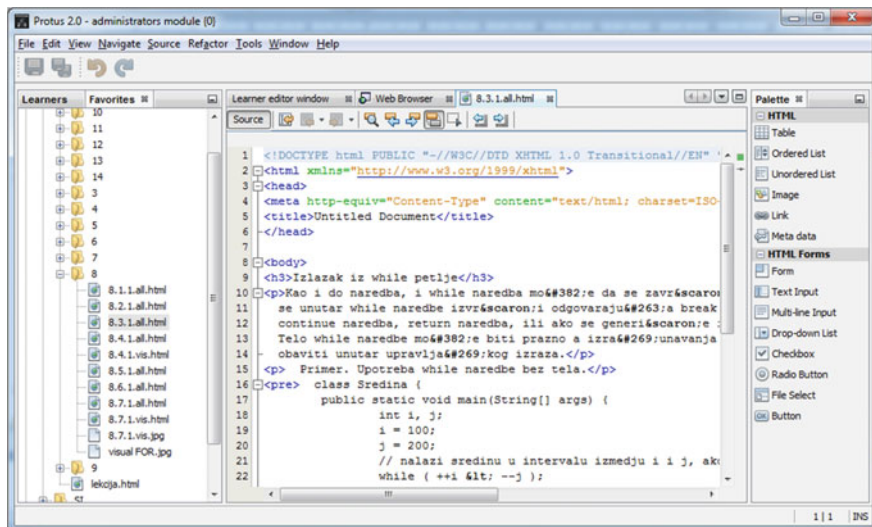 Protus 2.0 - administrators module {0}
File Edit View Navigate Source Refactor Tools Window Help
Learners Favorites
10
11
12
13
14
3
4
5
6
7
8
8.1.1.all.html
8.2.1.all.html
8.3.1.all.html
8.4.1.all.html
8.4.1.vis.html
8.5.1.all.html
8.6.1.all.html
8.7.1.all.html
8.7.1.vis.html
8.7.1.vis.jpg
visual FOR.jpg
9
lekcija.html
Learner editor window Web Browser 8.3.1.all.html
Source
1 <!DOCTYPE html PUBLIC "-//W3C//DTD XHTML 1.0 Transitional//EN" "
2 <html xmlns="http://www.w3.org/1999/xhtml">
3 <head>
4 <meta http-equiv="Content-Type" content="text/html; charset=ISO-
5 <title>Untitled Document</title>
6 </head>
7
8 <body>
9 <h3>Izlazak iz while petlje</h3>
10 <p>Kao i do naredba, i while naredba mo&#382;e da se zavr&scaron
11 se unutar while naredbe izvr&scaron;i odgovaraju&#263;a break
12 continue naredba, return naredba, ili ako se generi&scaron;e
13 Telo while naredbe mo&#382;e biti prazno a izra&#269;unavanja
14 obaviti unutar upravlja&#269;kog izraza.</p>
15 <p> Primer. Upotreba while naredbe bez tela.</p>
16 <pre> class Sredina {
17 public static void main(String[] args) {
18 int i, j;
19 i = 100;
20 j = 200;
21 // nalazi sredinu u intervalu izmedju i i j, ako
22 while ( ++i &lt; --j );
Palette
HTML
Table
Ordered List
Unordered List
Image
Link
Meta data
HTML Forms
Form
Text Input
Multi-line Input
Drop-down List
Checkbox
Radio Button
File Select
Button
1 | 1 INS